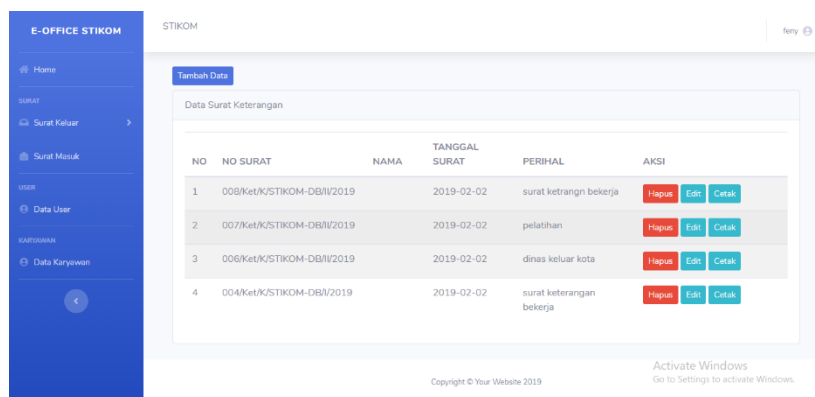 E-OFFICE STIKOM
STIKOM
feny
Home
SURAT
Surat Keluar
Surat Masuk
USER
Data User
KARYAWAN
Data Karyawan
Tambah Data
Data Surat Keterangan
NO NO SURAT NAMA TANGGAL SURAT PERIHAL AKSI
1 008/Ket/K/STIKOM-DB/II/2019 2019-02-02 surat ketrangn bekerja Hapus Edit Cetak
2 007/Ket/K/STIKOM-DB/II/2019 2019-02-02 pelatihan Hapus Edit Cetak
3 006/Ket/K/STIKOM-DB/II/2019 2019-02-02 dinas keluar kota Hapus Edit Cetak
4 004/Ket/K/STIKOM-DB/I/2019 2019-02-02 surat keterangan bekerja Hapus Edit Cetak
Copyright © Your Website 2019
Activate Windows
Go to Settings to activate Windows.